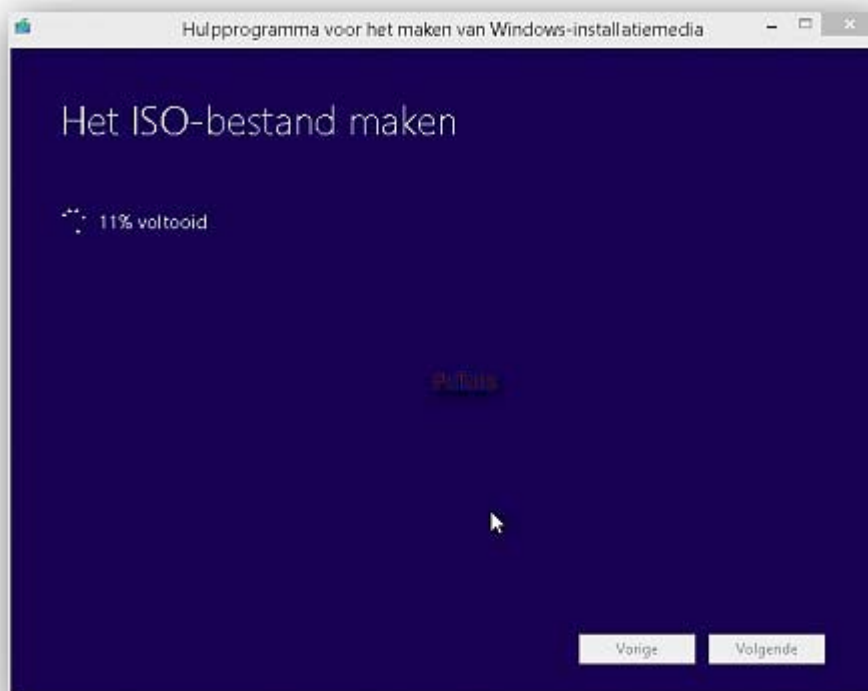 Hulpprogramma voor het maken van Windows-installatiemedia
Het ISO-bestand maken
11% voltooid
Vorige
Volgende